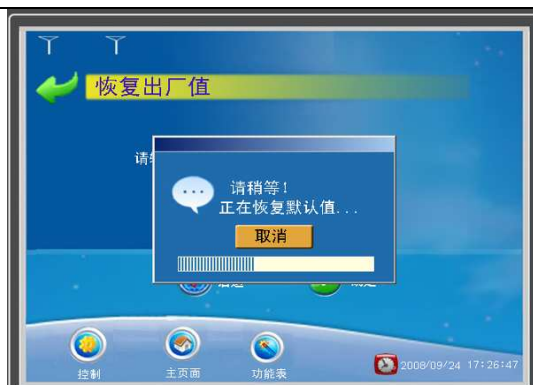 恢复出厂值
请
请稍等!
正在恢复默认值...
取消
控制
主页面
功能表
2008/09/24 17:26:47